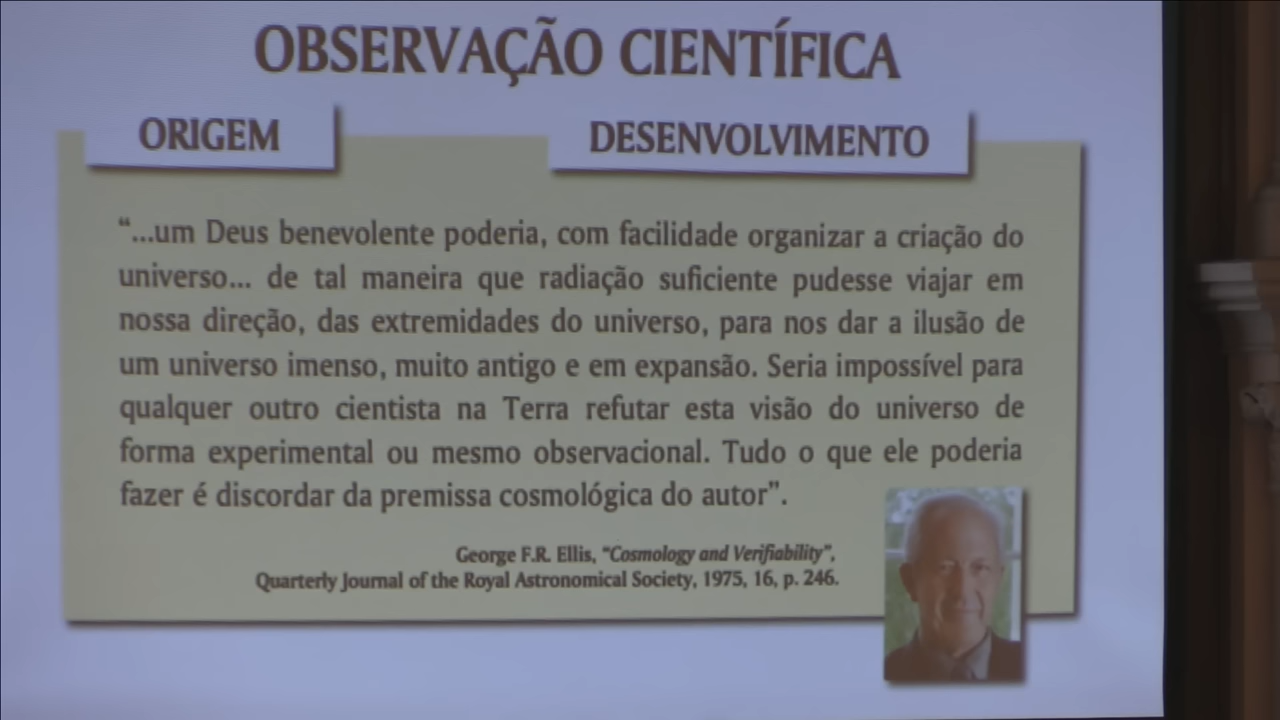 OBSERVAÇÃO CIENTÍFICA
ORIGEM
DESENVOLVIMENTO
“...um Deus benevolente poderia, com facilidade organizar a criação do
universo... de tal maneira que radiação suficiente pudesse viajar em
nossa direção, das extremidades do universo, para nos dar a ilusão de
um universo imenso, muito antigo e em expansão. Seria impossível para
qualquer outro cientista na Terra refutar esta visão do universo de
forma experimental ou mesmo observacional. Tudo o que ele poderia
fazer é discordar da premissa cosmológica do autor”.
George F.R. Ellis, “Cosmology and Verifiability”,
Quarterly Journal of the Royal Astronomical Society, 1975, 16, p. 246.